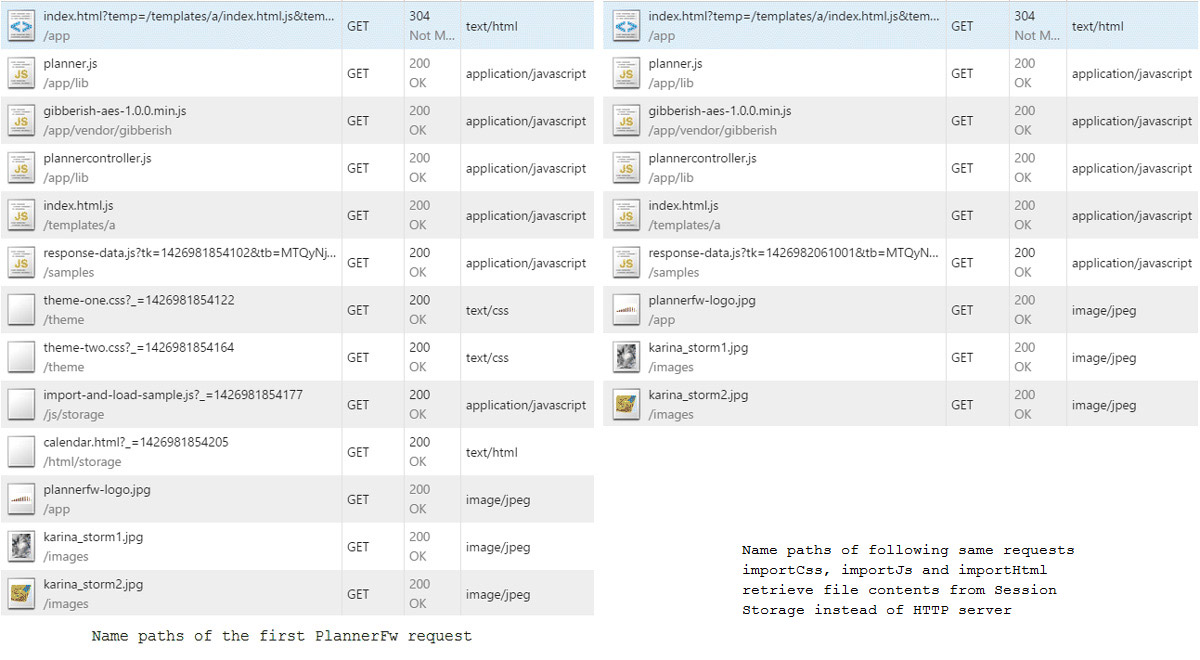 index.html?temp=/templates/a/index.html.js&tem...
/app
GET
304
Not M...
text/html
planner.js
/app/lib
GET
200
OK
application/javascript
gibberish-aes-1.0.0.min.js
/app/vendor/gibberish
GET
200
OK
application/javascript
plannercontroller.js
/app/lib
GET
200
OK
application/javascript
index.html.js
/templates/a
GET
200
OK
application/javascript
response-data.js?tk=1426981854102&tb=MTQyNj...
/samples
GET
200
OK
application/javascript
theme-one.css?_=1426981854122
/theme
GET
200
OK
text/css
theme-two.css?_=1426981854164
/theme
GET
200
OK
text/css
import-and-load-sample.js?_=1426981854177
/js/storage
GET
200
OK
application/javascript
calendar.html?_=1426981854205
/html/storage
GET
200
OK
text/html
plannerfw-logo.jpg
/app
GET
200
OK
image/jpeg
karina_storm1.jpg
/images
GET
200
OK
image/jpeg
karina_storm2.jpg
/images
GET
200
OK
image/jpeg
Name paths of the first PlannerFw request
index.html?temp=/templates/a/index.html.js&tem...
/app
GET
304
Not M...
text/html
planner.js
/app/lib
GET
200
OK
application/javascript
gibberish-aes-1.0.0.min.js
/app/vendor/gibberish
GET
200
OK
application/javascript
plannercontroller.js
/app/lib
GET
200
OK
application/javascript
index.html.js
/templates/a
GET
200
OK
application/javascript
response-data.js?tk=1426982061001&tb=MTQyN...
/samples
GET
200
OK
application/javascript
plannerfw-logo.jpg
/app
GET
200
OK
image/jpeg
karina_storm1.jpg
/images
GET
200
OK
image/jpeg
karina_storm2.jpg
/images
GET
200
OK
image/jpeg
Name paths of following same requests
importCss, importJs and importHtml
retrieve file contents from Session
Storage instead of HTTP server